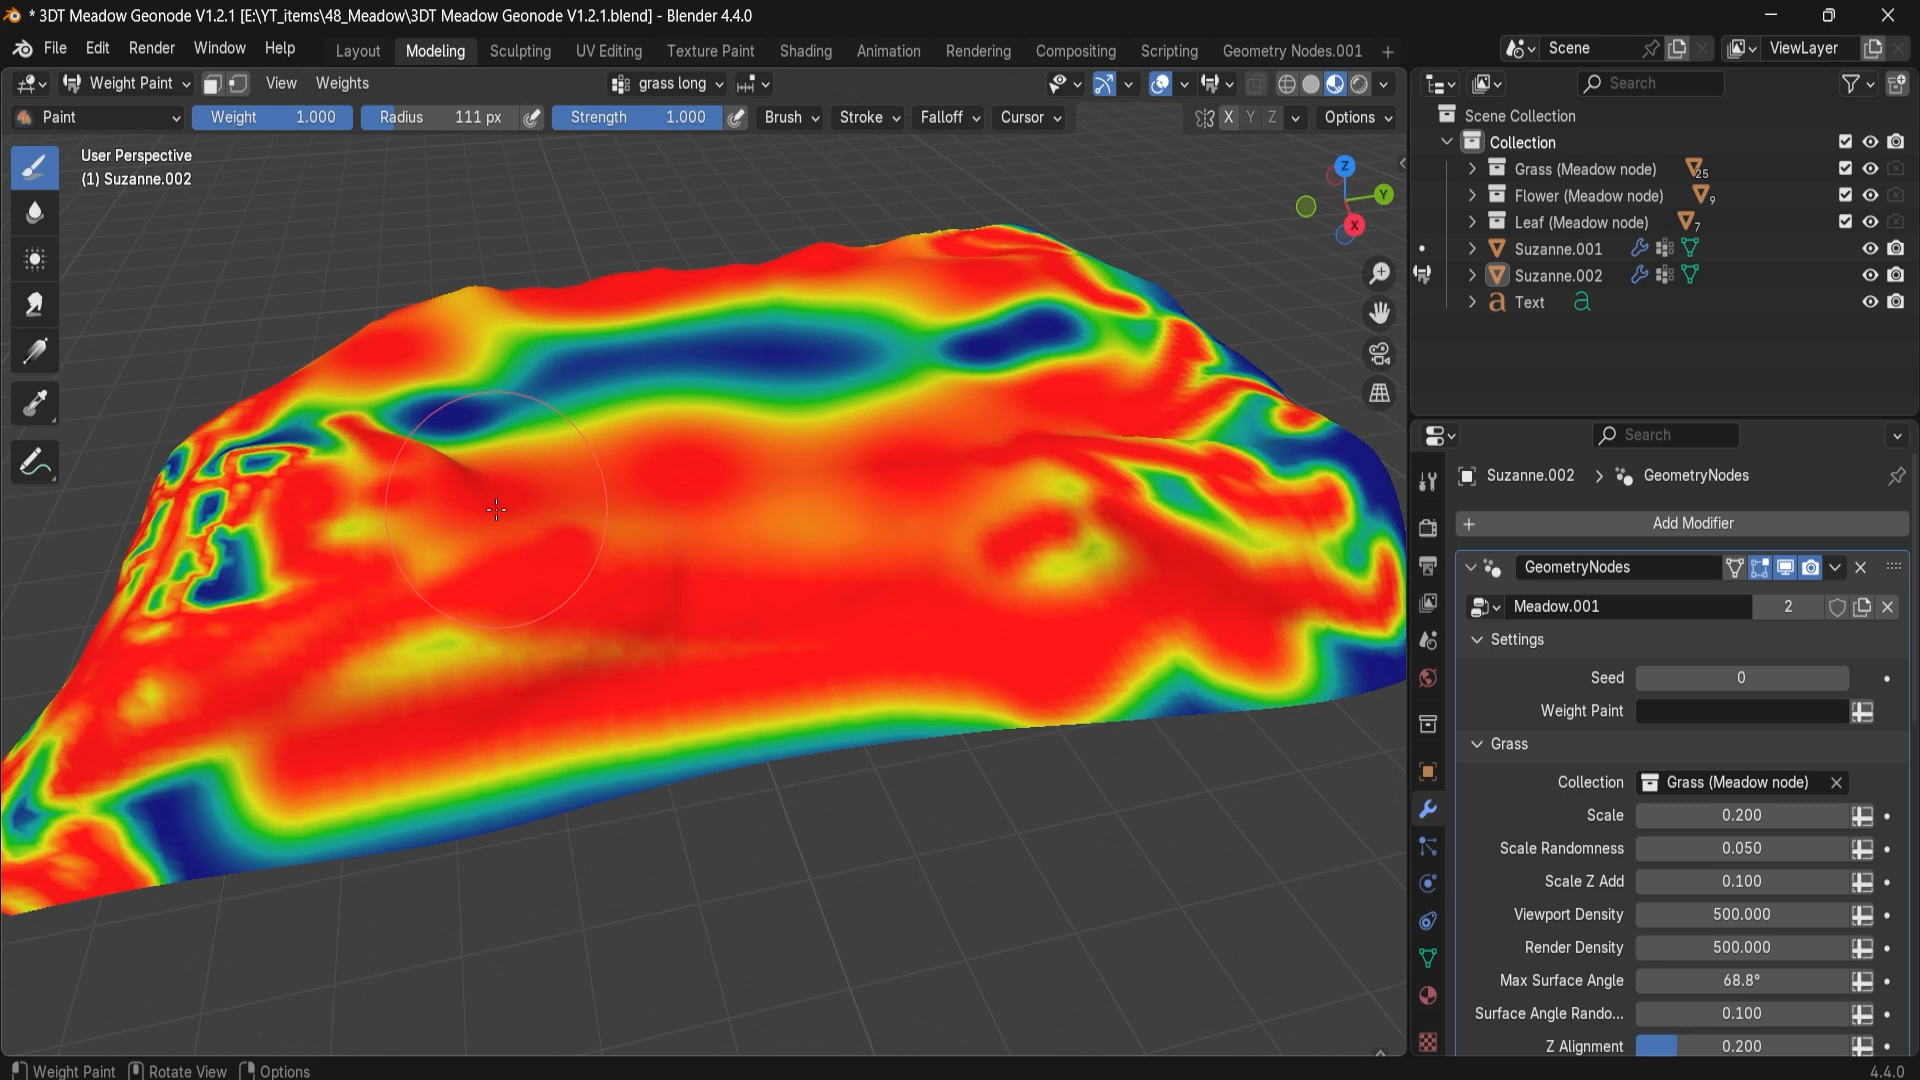 * 3DT Meadow Geonode V1.2.1 [E:\YT_items\48_Meadow\3DT Meadow Geonode V1.2.1.blend] - Blender 4.4.0
File Edit Render Window Help
Layout Modeling Sculpting UV Editing Texture Paint Shading Animation Rendering Compositing Scripting Geometry Nodes.001 +
Scene
ViewLayer
Weight Paint View Weights
grass long
Search
Paint
Weight 1.000
Radius 111 px
Strength 1.000
Brush Stroke Falloff Cursor
X Y Z
Options
User Perspective
(1) Suzanne.002
Z
Y
X
Scene Collection
Collection
Grass (Meadow node) 25
Flower (Meadow node) 9
Leaf (Meadow node) 7
Suzanne.001
Suzanne.002
Text
Search
Suzanne.002 > GeometryNodes
+ Add Modifier
GeometryNodes
Meadow.001 2
Settings
Seed 0
Weight Paint
Grass
Collection Grass (Meadow node)
Scale 0.200
Scale Randomness 0.050
Scale Z Add 0.100
Viewport Density 500.000
Render Density 500.000
Max Surface Angle 68.8°
Surface Angle Rando... 0.100
Z Alignment 0.200
Weight Paint Rotate View Options
4.4.0